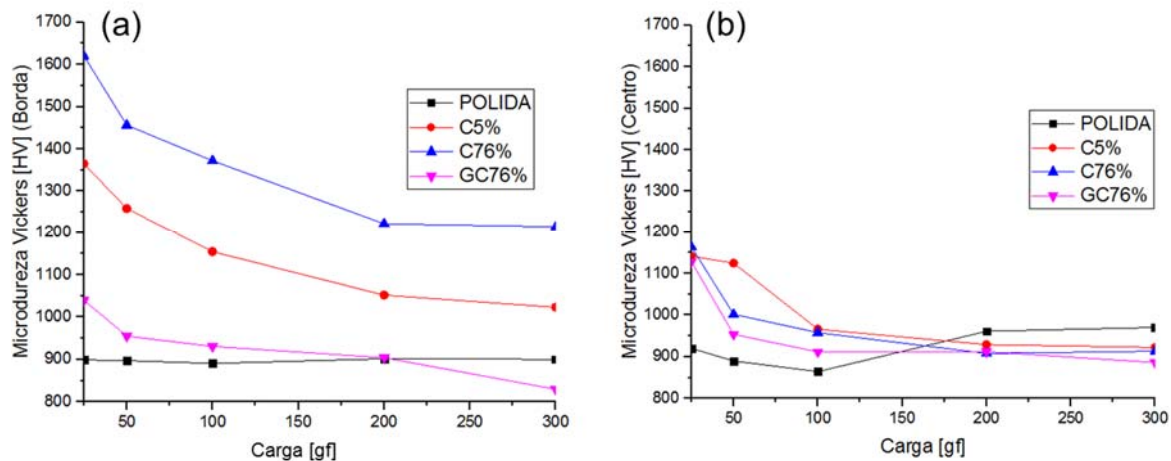 (a)
Microdureza Vickers [HV] (Borda)
1700
1600
1500
1400
1300
1200
1100
1000
900
800
50
100
150
200
250
300
Carga [gf]
POLIDA
C5%
C76%
GC76%
(b)
Microdureza Vickers [HV] (Centro)
1700
1600
1500
1400
1300
1200
1100
1000
900
800
50
100
150
200
250
300
Carga [gf]
POLIDA
C5%
C76%
GC76%